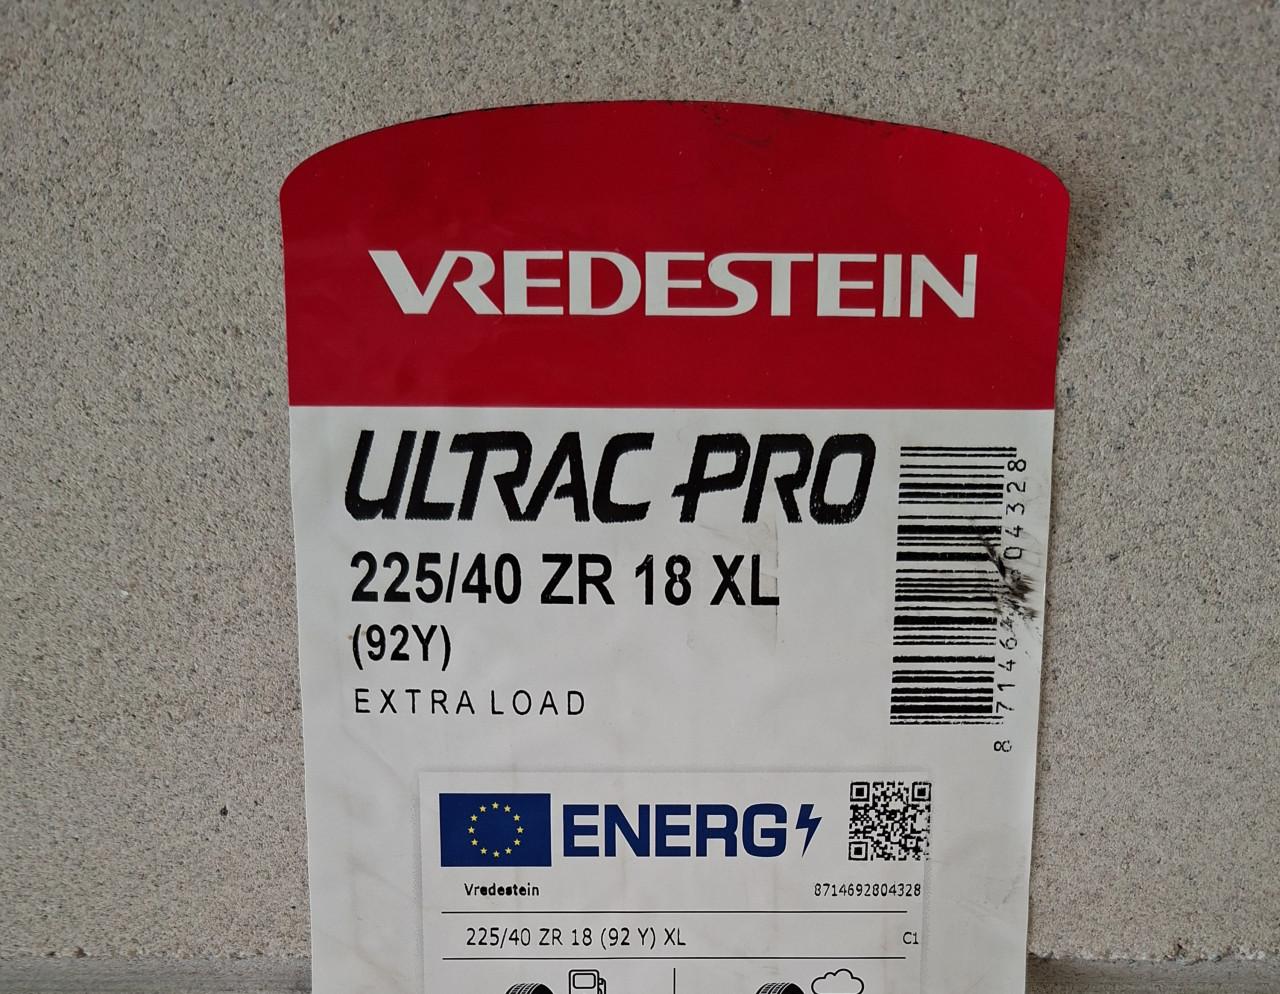 VREDESTEIN
ULTRAC PRO
225/40 ZR 18 XL
(92Y)
EXTRA LOAD
ENERG
Vredestein
8714692804328
225/40 ZR 18 (92 Y) XL
C1